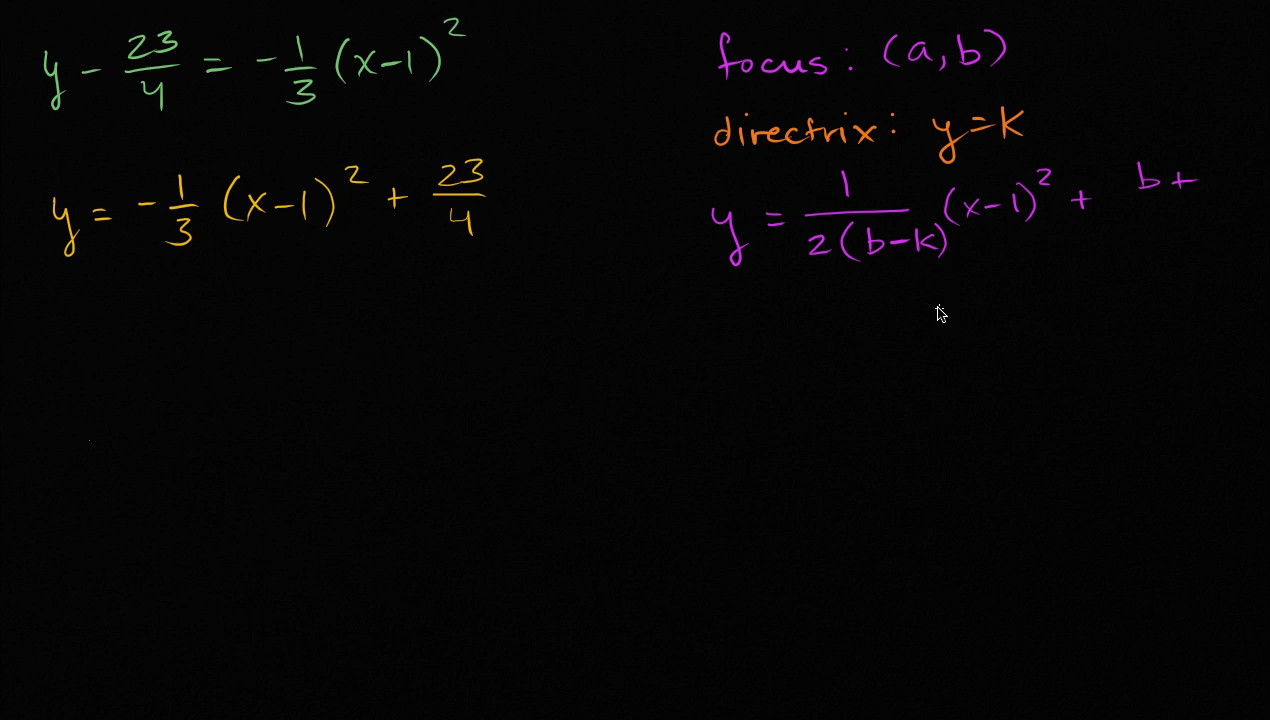 y - 23/4 = -1/3 (x-1)^2
y = -1/3 (x-1)^2 + 23/4
focus: (a,b)
directrix: y=k
y = 1/2(b-k) (x-1)^2 + b+